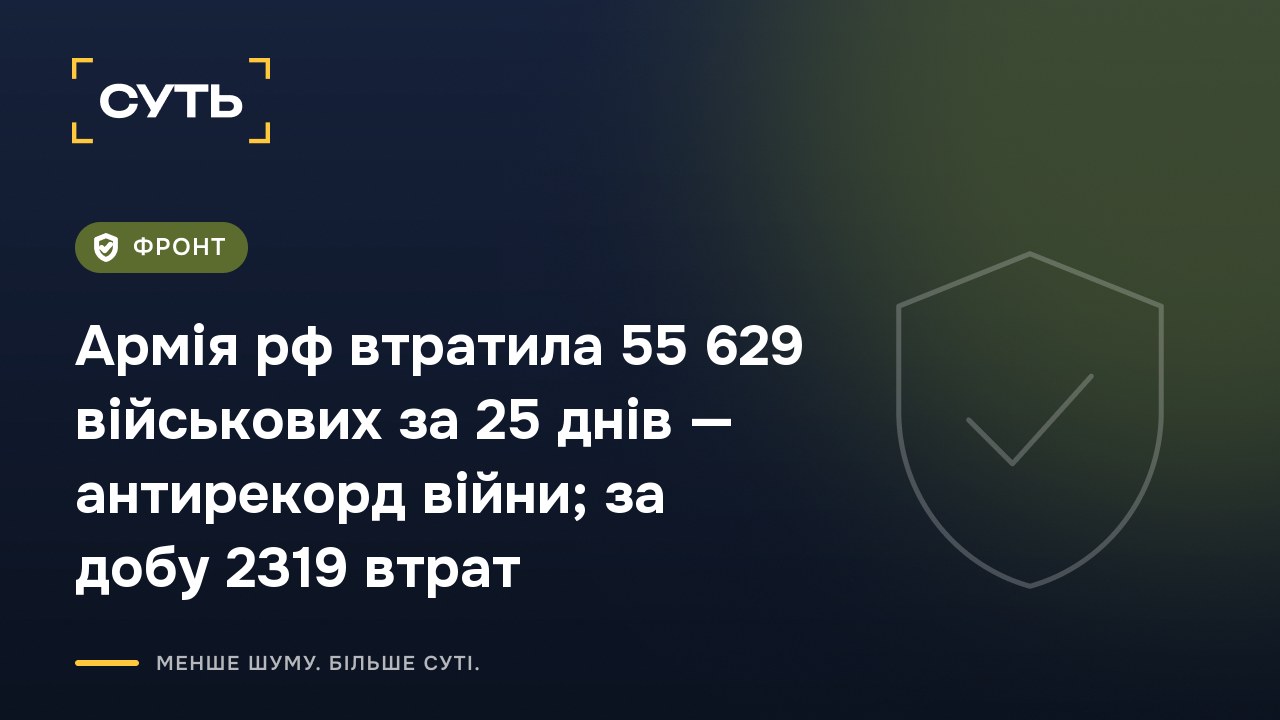 СУТЬ
ФРОНТ
Армія рф втратила 55 629
військових за 25 днів —
антирекорд війни; за
добу 2319 втрат
МЕНШЕ ШУМУ. БІЛЬШЕ СУТІ.